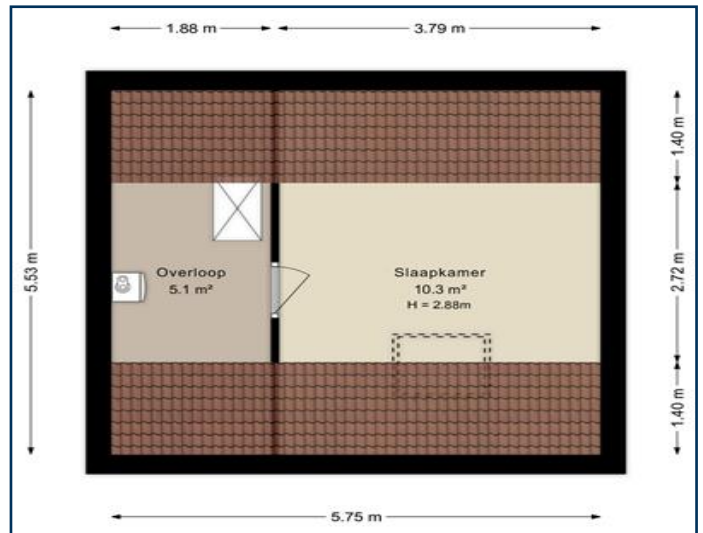 1.88 m
3.79 m
1.40 m
5.53 m
2.72 m
Overloop
5.1 m²
Slaapkamer
10.3 m²
H = 2.88m
1.40 m
5.75 m